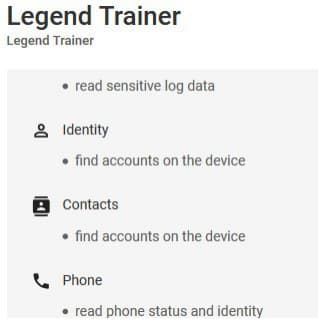 Legend Trainer
Legend Trainer
• read sensitive log data
Identity
• find accounts on the device
Contacts
• find accounts on the device
Phone
• read phone status and identity